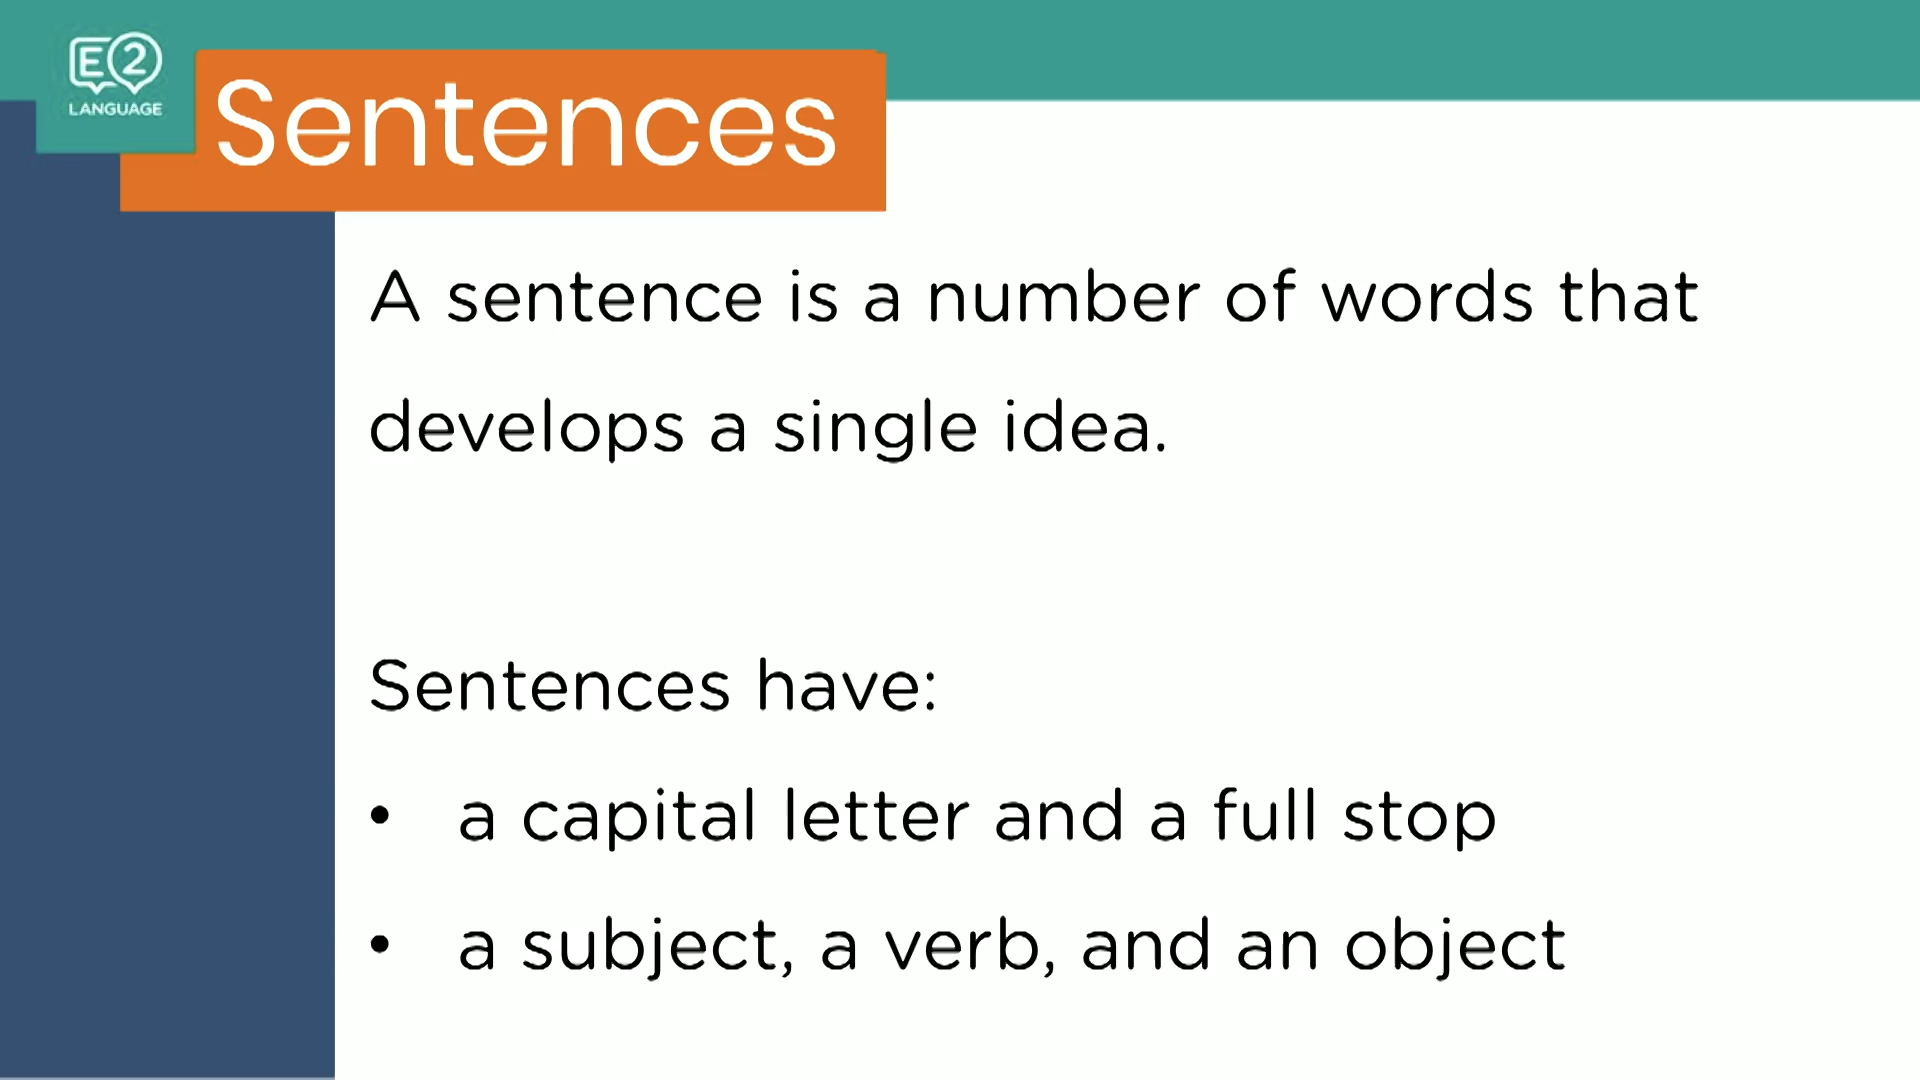 E2
LANGUAGE
Sentences
A sentence is a number of words that
develops a single idea.
Sentences have:
• a capital letter and a full stop
• a subject, a verb, and an object